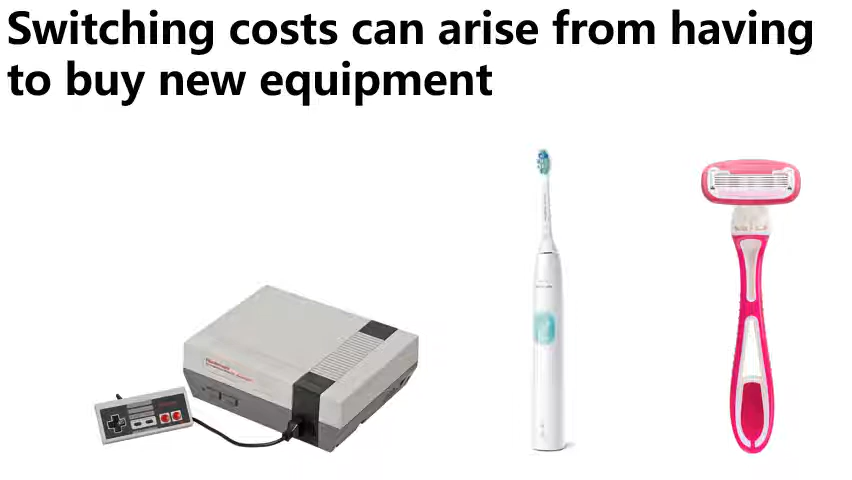 Switching costs can arise from having
to buy new equipment